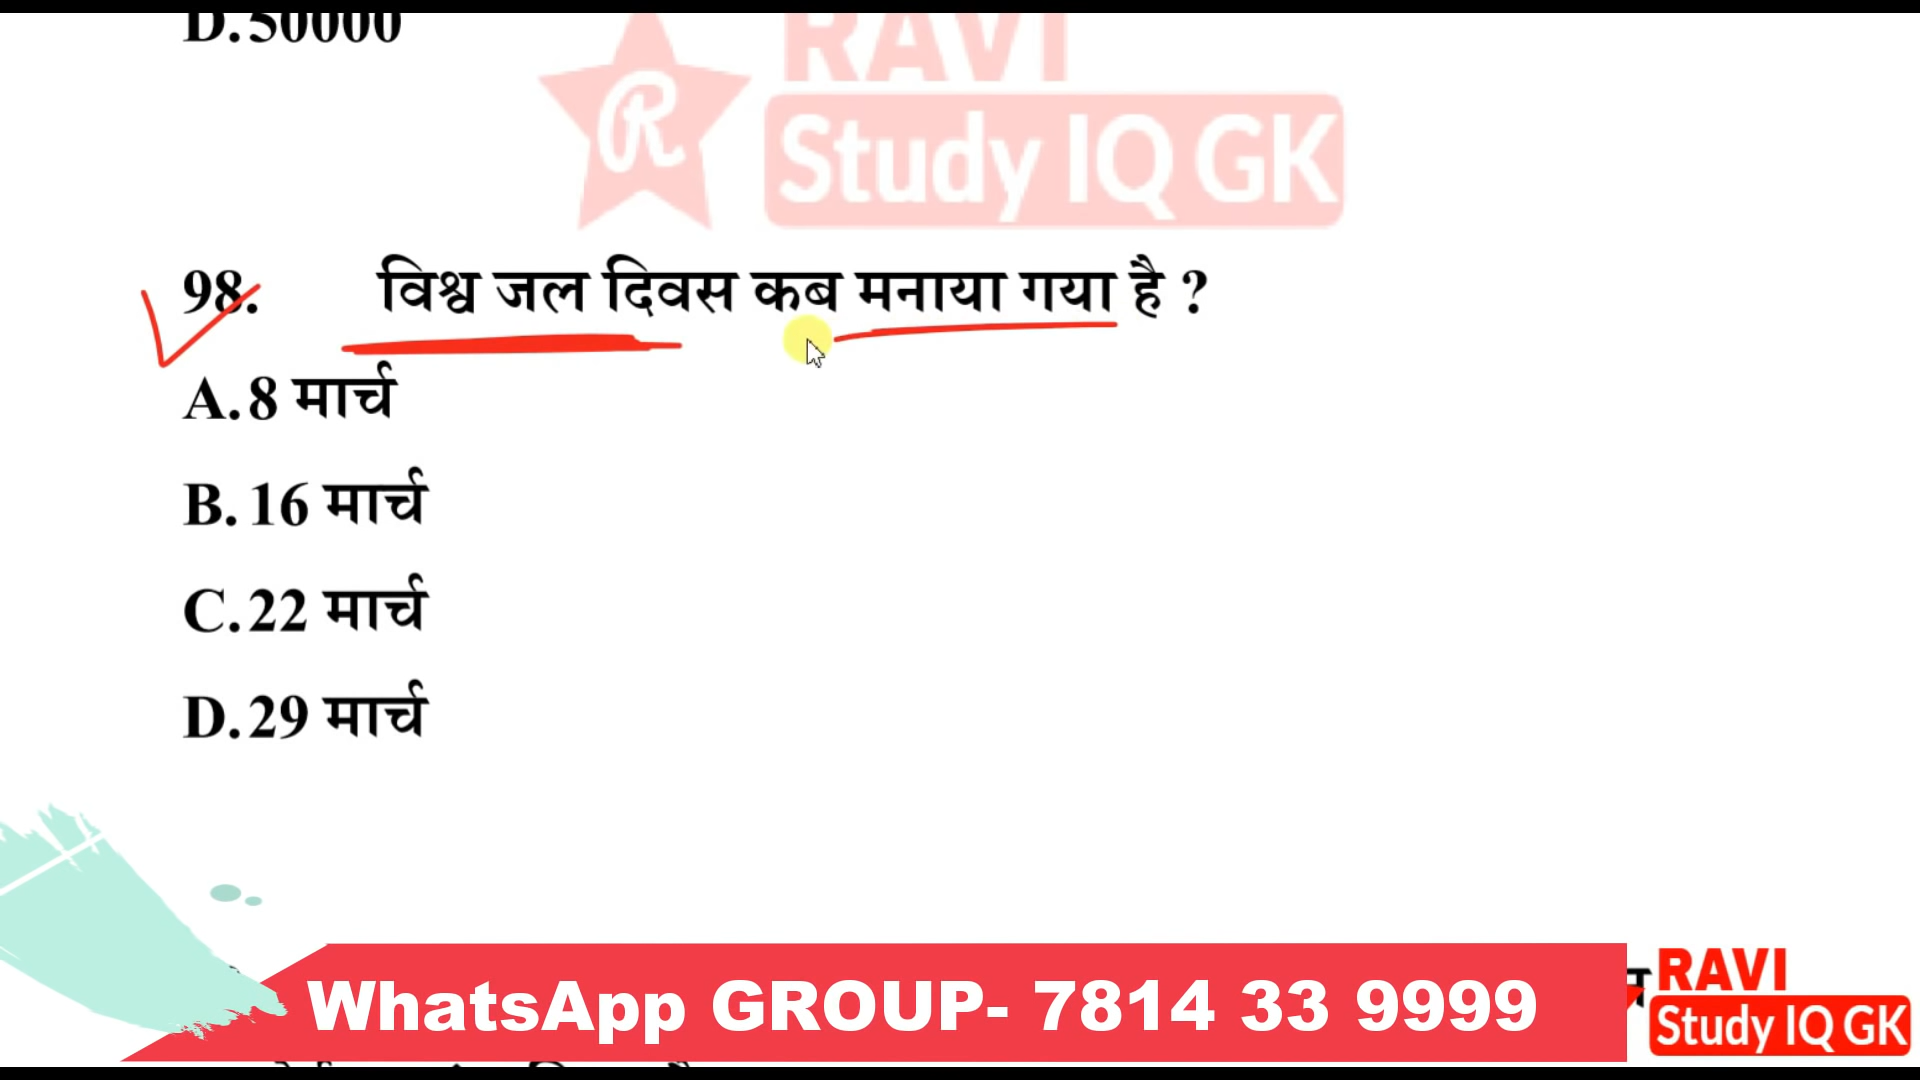 D. 50000
RAVI
R
Study IQ GK
98. विश्व जल दिवस कब मनाया गया है ?
A. 8 मार्च
B. 16 मार्च
C. 22 मार्च
D. 29 मार्च
WhatsApp GROUP- 7814 33 9999
RAVI
Study IQ GK